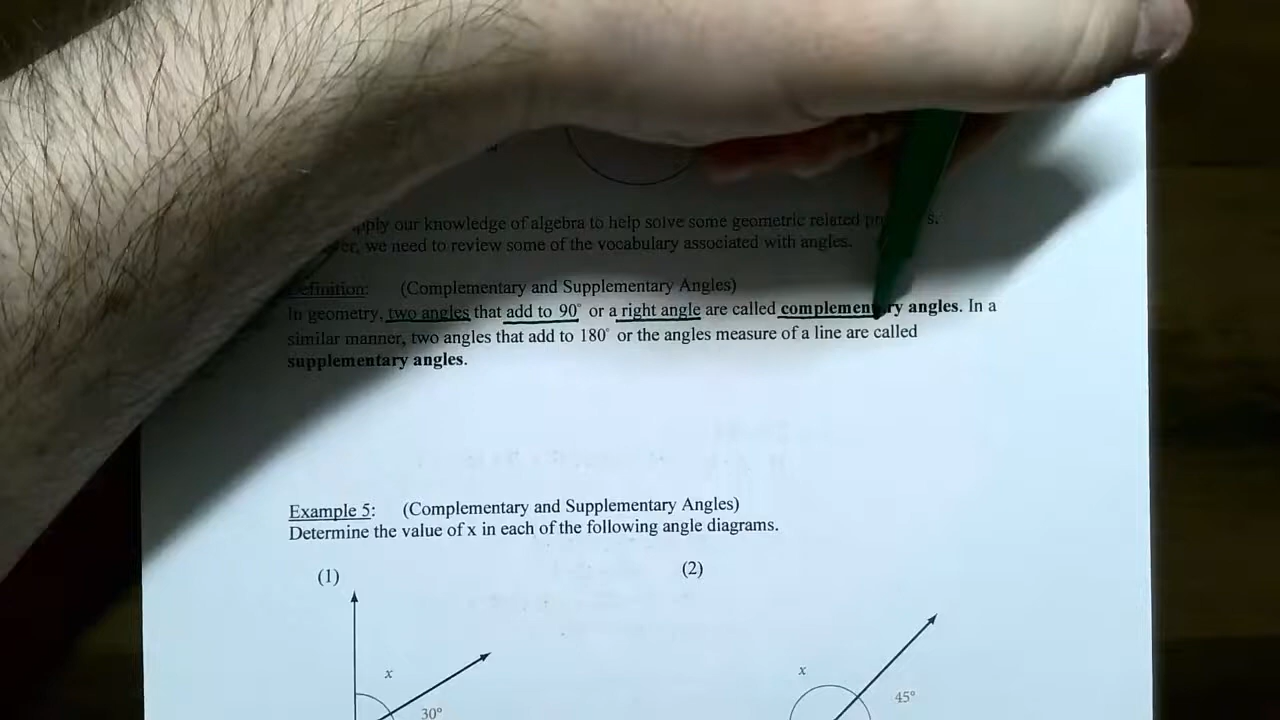 our knowledge of algebra to help solve some geometric related
we need to review some of the vocabulary associated with angles.
Definition: (Complementary and Supplementary Angles)
In geometry, two angles that add to 90° or a right angle are called complementary angles. In a
similar manner, two angles that add to 180° or the angles measure of a line are called
supplementary angles.
Example 5: (Complementary and Supplementary Angles)
Determine the value of x in each of the following angle diagrams.
(1) (2)
x x
30° 45°